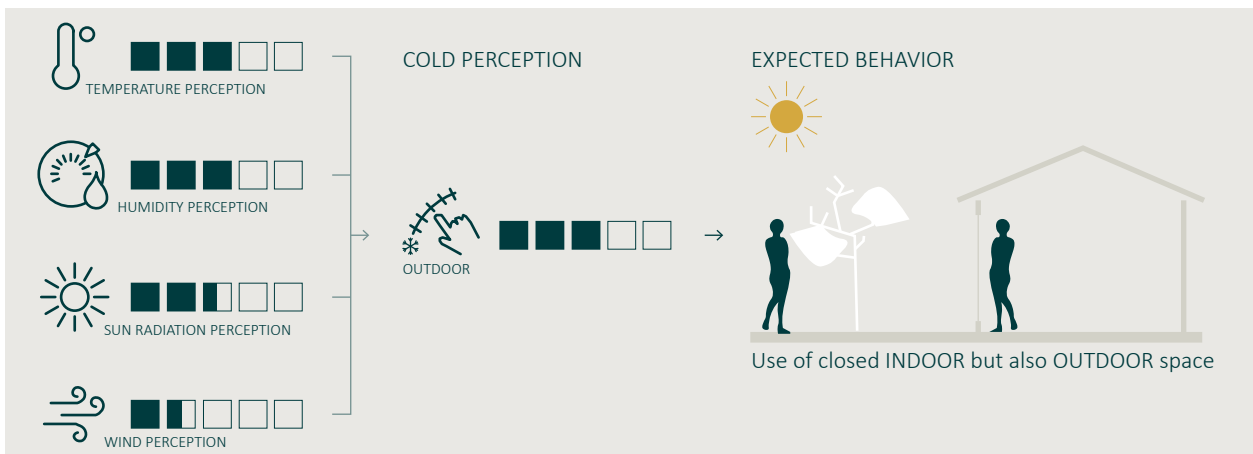 TEMPERATURE PERCEPTION
HUMIDITY PERCEPTION
SUN RADIATION PERCEPTION
WIND PERCEPTION
COLD PERCEPTION
OUTDOOR
EXPECTED BEHAVIOR
Use of closed INDOOR but also OUTDOOR space